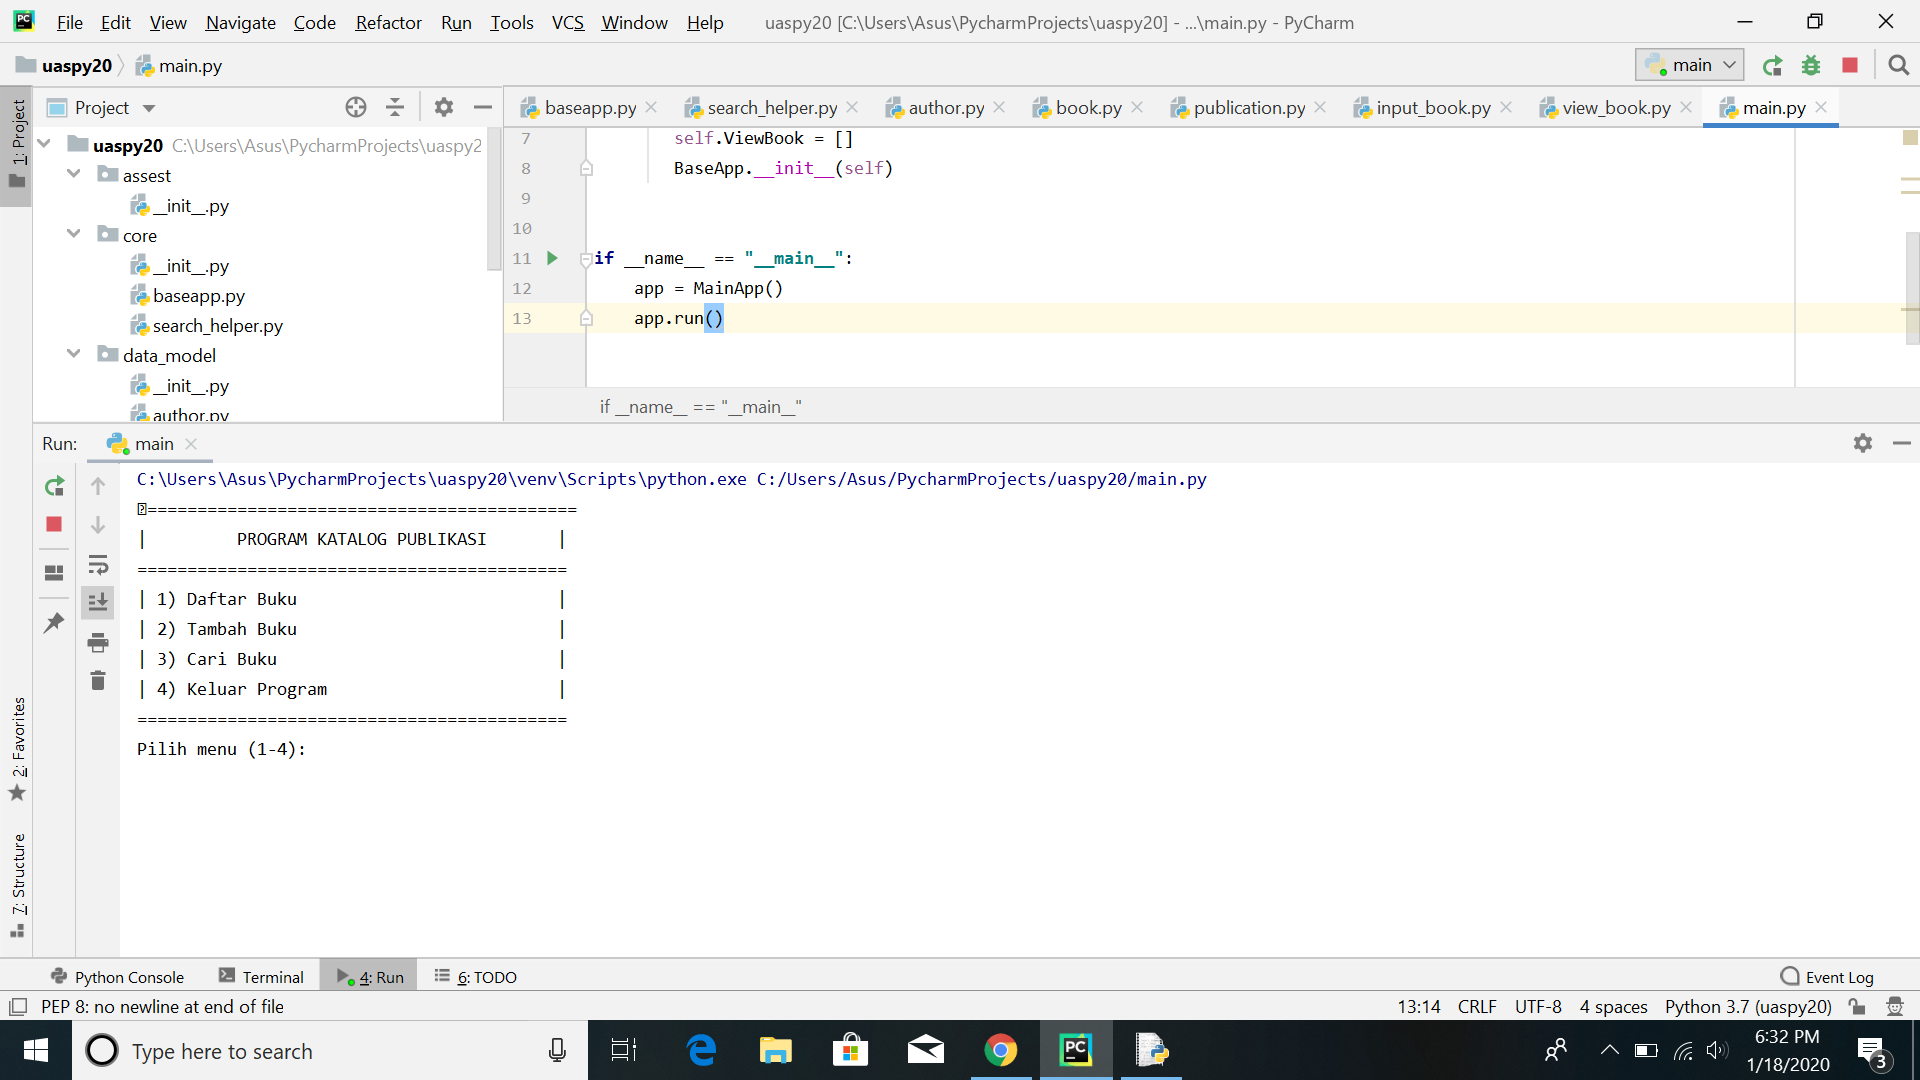 File Edit View Navigate Code Refactor Run Tools VCS Window Help uaspy20 [C:\Users\Asus\PycharmProjects\uaspy20] - ...\main.py - PyCharm
uaspy20 main.py main
1: Project
Project
baseapp.py search_helper.py author.py book.py publication.py input_book.py view_book.py main.py
uaspy20 C:\Users\Asus\PycharmProjects\uaspy2
assest
__init__.py
core
__init__.py
baseapp.py
search_helper.py
data_model
__init__.py
author.py
7 self.ViewBook = []
8 BaseApp.__init__(self)
9
10
11 if __name__ == "__main__":
12 app = MainApp()
13 app.run()
if __name__ == "__main__"
Run: main
C:\Users\Asus\PycharmProjects\uaspy20\venv\Scripts\python.exe C:/Users/Asus/PycharmProjects/uaspy20/main.py
===========================================
| PROGRAM KATALOG PUBLIKASI |
===========================================
| 1) Daftar Buku |
| 2) Tambah Buku |
| 3) Cari Buku |
| 4) Keluar Program |
===========================================
Pilih menu (1-4):
2: Favorites
7: Structure
Python Console Terminal 4: Run 6: TODO Event Log
PEP 8: no newline at end of file 13:14 CRLF UTF-8 4 spaces Python 3.7 (uaspy20)
Type here to search
PC
6:32 PM
1/18/2020
3